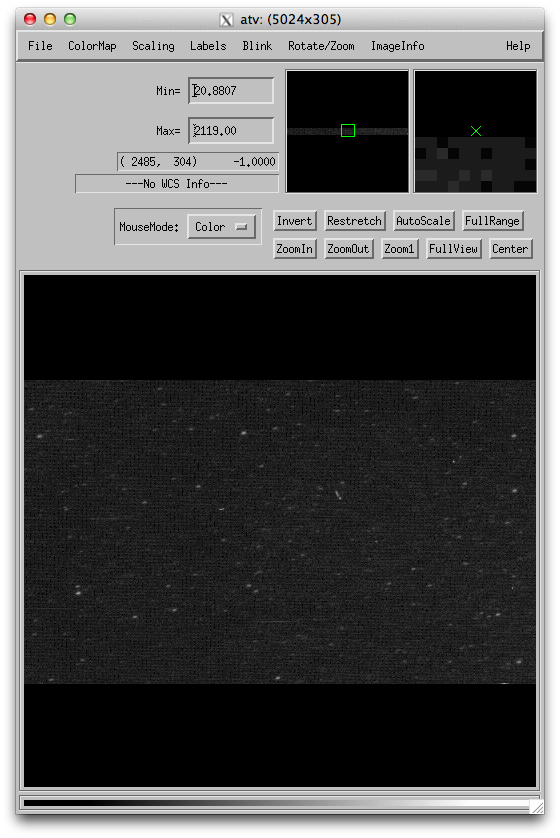 atv: (5024x305)
File ColorMap Scaling Labels Blink Rotate/Zoom ImageInfo Help
Min= 20.8807
Max= 2119.00
( 2485, 304) -1.0000
---No WCS Info---
MouseMode: Color
Invert Restretch AutoScale FullRange
ZoomIn ZoomOut Zoom1 FullView Center